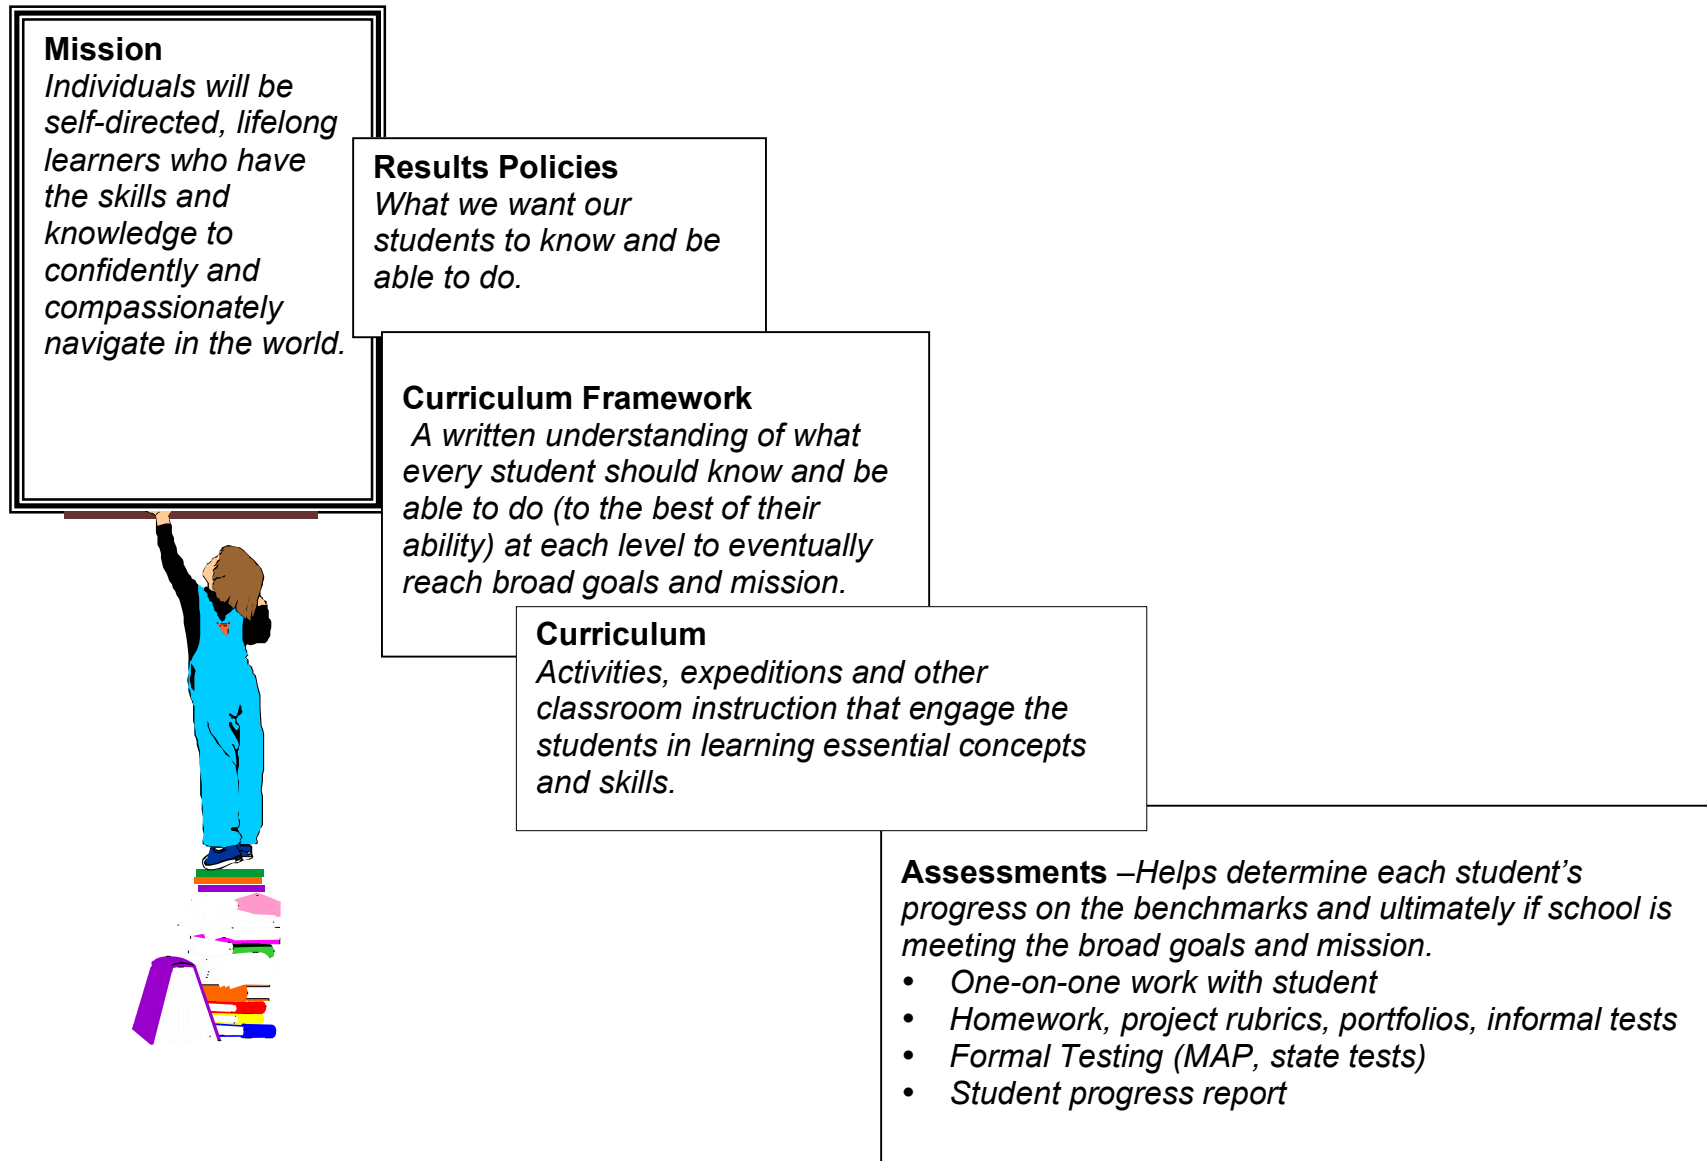 Mission
Individuals will be
self-directed, lifelong
learners who have
the skills and
knowledge to
confidently and
compassionately
navigate in the world.
Results Policies
What we want our
students to know and be
able to do.
Curriculum Framework
A written understanding of what
every student should know and be
able to do (to the best of their
ability) at each level to eventually
reach broad goals and mission.
Curriculum
Activities, expeditions and other
classroom instruction that engage the
students in learning essential concepts
and skills.
Assessments –Helps determine each student’s
progress on the benchmarks and ultimately if school is
meeting the broad goals and mission.
• One-on-one work with student
• Homework, project rubrics, portfolios, informal tests
• Formal Testing (MAP, state tests)
• Student progress report